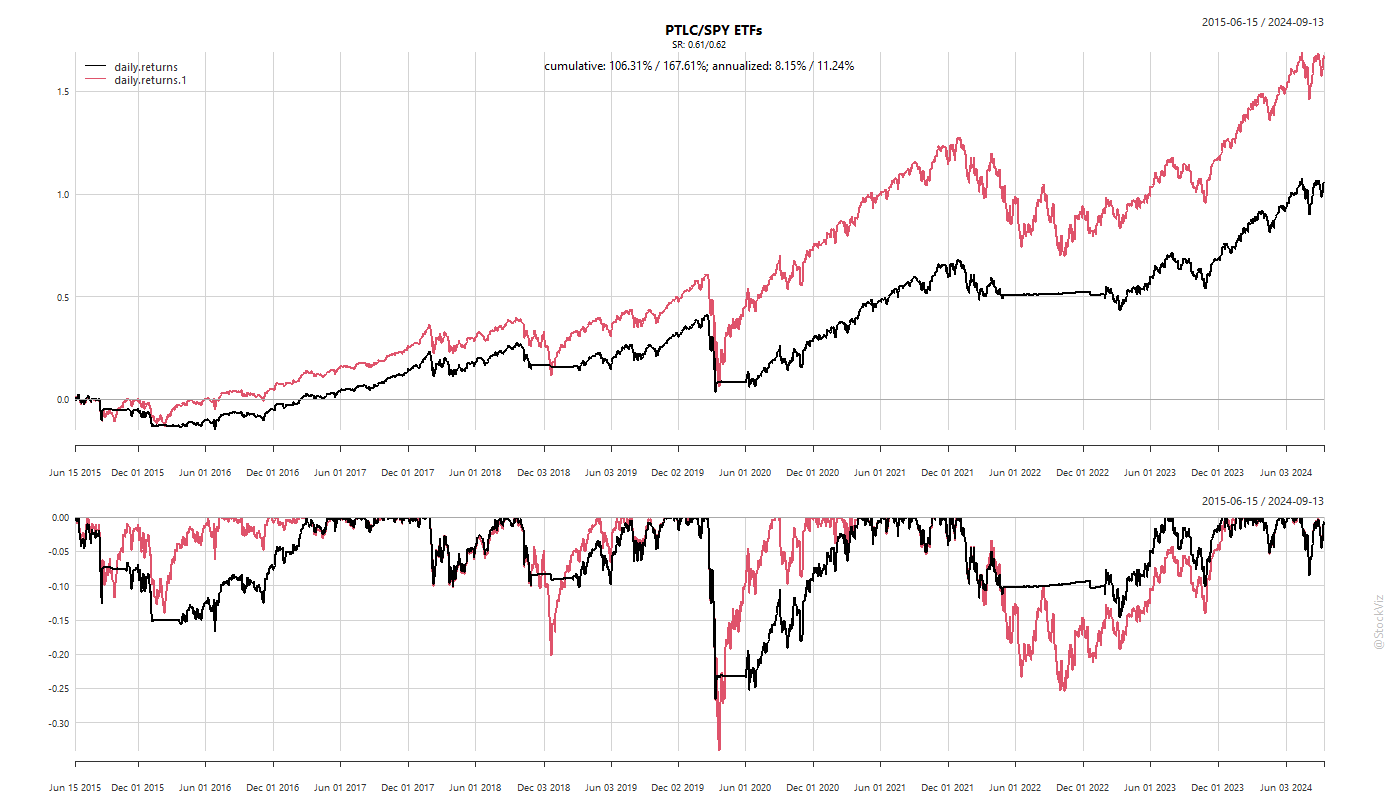 PTLC/SPY ETFs
2015-06-15 / 2024-09-13
SR: 0.61/0.62
cumulative: 106.31% / 167.61%; annualized: 8.15% / 11.24%
daily.returns
daily.returns.1
1.5
1.0
0.5
0.0
Jun 15 2015 Dec 01 2015 Jun 01 2016 Dec 01 2016 Jun 01 2017 Dec 01 2017 Jun 01 2018 Dec 03 2018 Jun 03 2019 Dec 02 2019 Jun 01 2020 Dec 01 2020 Jun 01 2021 Dec 01 2021 Jun 01 2022 Dec 01 2022 Jun 01 2023 Dec 01 2023 Jun 03 2024
2015-06-15 / 2024-09-13
0.00
-0.05
-0.10
-0.15
-0.20
-0.25
-0.30
Jun 15 2015 Dec 01 2015 Jun 01 2016 Dec 01 2016 Jun 01 2017 Dec 01 2017 Jun 01 2018 Dec 03 2018 Jun 03 2019 Dec 02 2019 Jun 01 2020 Dec 01 2020 Jun 01 2021 Dec 01 2021 Jun 01 2022 Dec 01 2022 Jun 01 2023 Dec 01 2023 Jun 03 2024
@StockViz